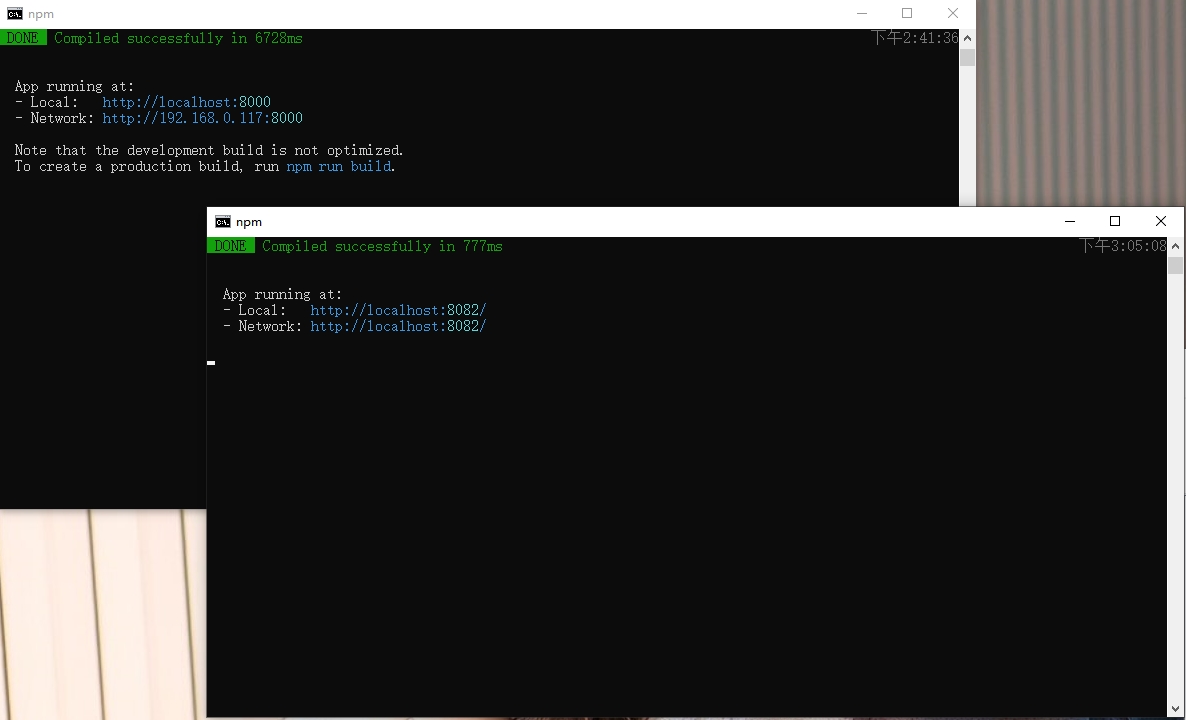 npm
DONE Compiled successfully in 6728ms 下午2:41:36
App running at:
- Local: http://localhost:8000
- Network: http://192.168.0.117:8000
Note that the development build is not optimized.
To create a production build, run npm run build.
npm
DONE Compiled successfully in 777ms 下午3:05:08
App running at:
- Local: http://localhost:8082/
- Network: http://localhost:8082/